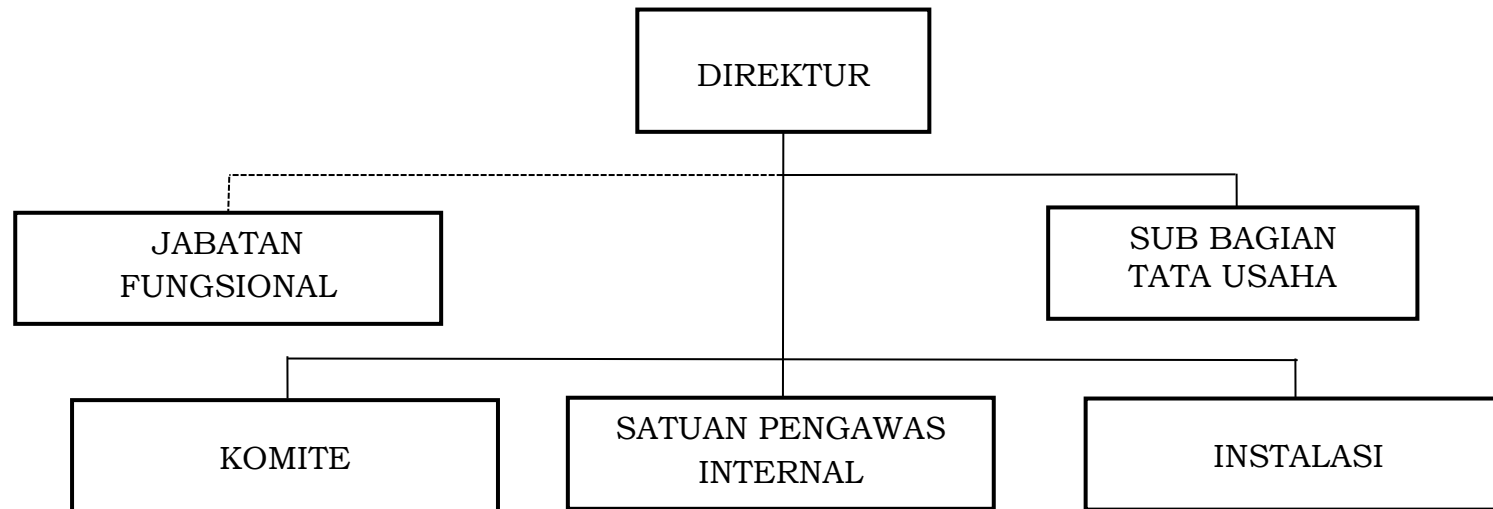 DIREKTUR
JABATAN
FUNGSIONAL
SUB BAGIAN
TATA USAHA
KOMITE
SATUAN PENGAWAS
INTERNAL
INSTALASI